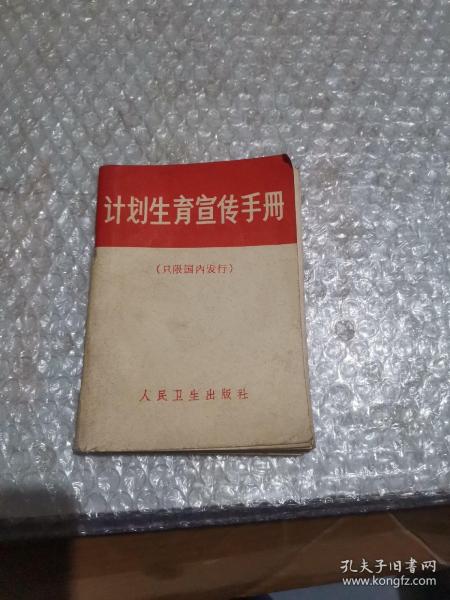 计划生育宣传手册
(只限国内发行)
人民卫生出版社
孔夫子旧书网
www.kongfz.com